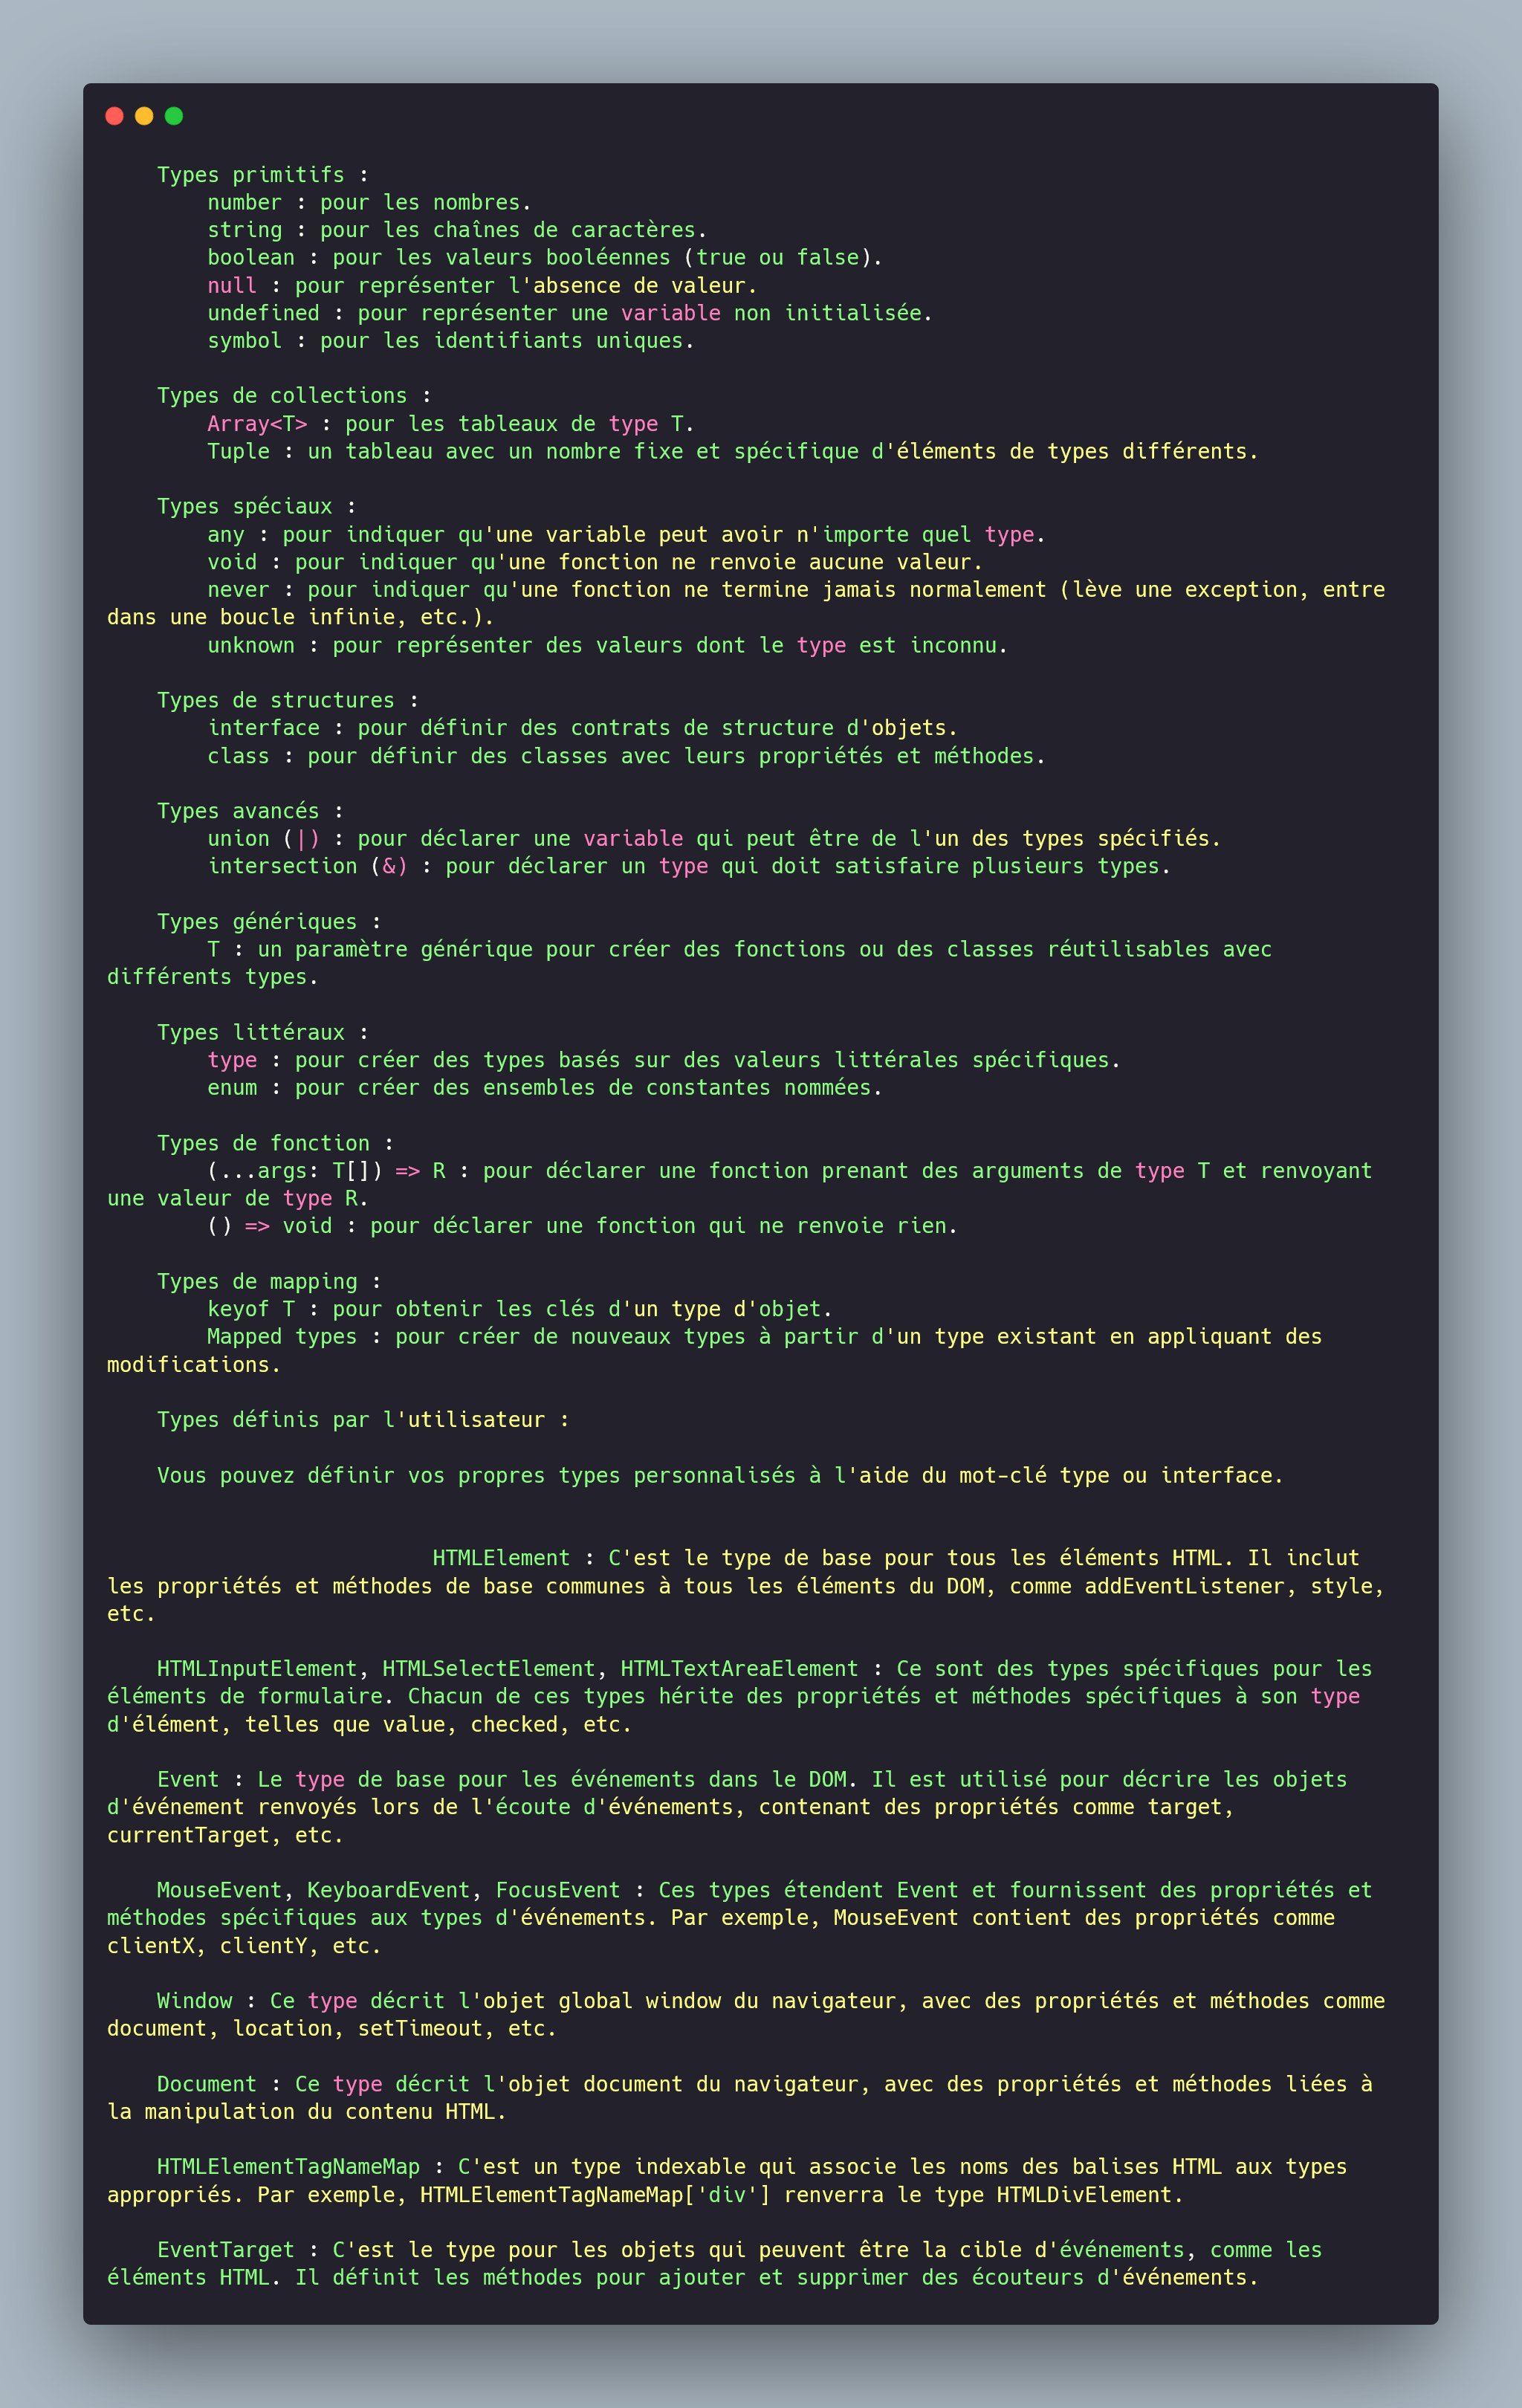 Types primitifs :
number : pour les nombres.
string : pour les chaînes de caractères.
boolean : pour les valeurs booléennes (true ou false).
null : pour représenter l'absence de valeur.
undefined : pour représenter une variable non initialisée.
symbol : pour les identifiants uniques.
Types de collections :
Array<T> : pour les tableaux de type T.
Tuple : un tableau avec un nombre fixe et spécifique d'éléments de types différents.
Types spéciaux :
any : pour indiquer qu'une variable peut avoir n'importe quel type.
void : pour indiquer qu'une fonction ne renvoie aucune valeur.
never : pour indiquer qu'une fonction ne termine jamais normalement (lève une exception, entre
dans une boucle infinie, etc.).
unknown : pour représenter des valeurs dont le type est inconnu.
Types de structures :
interface : pour définir des contrats de structure d'objets.
class : pour définir des classes avec leurs propriétés et méthodes.
Types avancés :
union (|) : pour déclarer une variable qui peut être de l'un des types spécifiés.
intersection (&) : pour déclarer un type qui doit satisfaire plusieurs types.
Types génériques :
T : un paramètre générique pour créer des fonctions ou des classes réutilisables avec
différents types.
Types littéraux :
type : pour créer des types basés sur des valeurs littérales spécifiques.
enum : pour créer des ensembles de constantes nommées.
Types de fonction :
(...args: T[]) => R : pour déclarer une fonction prenant des arguments de type T et renvoyant
une valeur de type R.
() => void : pour déclarer une fonction qui ne renvoie rien.
Types de mapping :
keyof T : pour obtenir les clés d'un type d'objet.
Mapped types : pour créer de nouveaux types à partir d'un type existant en appliquant des
modifications.
Types définis par l'utilisateur :
Vous pouvez définir vos propres types personnalisés à l'aide du mot-clé type ou interface.
HTMLElement : C'est le type de base pour tous les éléments HTML. Il inclut
les propriétés et méthodes de base communes à tous les éléments du DOM, comme addEventListener, style,
etc.
HTMLInputElement, HTMLSelectElement, HTMLTextAreaElement : Ce sont des types spécifiques pour les
éléments de formulaire. Chacun de ces types hérite des propriétés et méthodes spécifiques à son type
d'élément, telles que value, checked, etc.
Event : Le type de base pour les événements dans le DOM. Il est utilisé pour décrire les objets
d'événement renvoyés lors de l'écoute d'événements, contenant des propriétés comme target,
currentTarget, etc.
MouseEvent, KeyboardEvent, FocusEvent : Ces types étendent Event et fournissent des propriétés et
méthodes spécifiques aux types d'événements. Par exemple, MouseEvent contient des propriétés comme
clientX, clientY, etc.
Window : Ce type décrit l'objet global window du navigateur, avec des propriétés et méthodes comme
document, location, setTimeout, etc.
Document : Ce type décrit l'objet document du navigateur, avec des propriétés et méthodes liées à
la manipulation du contenu HTML.
HTMLElementTagNameMap : C'est un type indexable qui associe les noms des balises HTML aux types
appropriés. Par exemple, HTMLElementTagNameMap['div'] renverra le type HTMLDivElement.
EventTarget : C'est le type pour les objets qui peuvent être la cible d'événements, comme les
éléments HTML. Il définit les méthodes pour ajouter et supprimer des écouteurs d'événements.